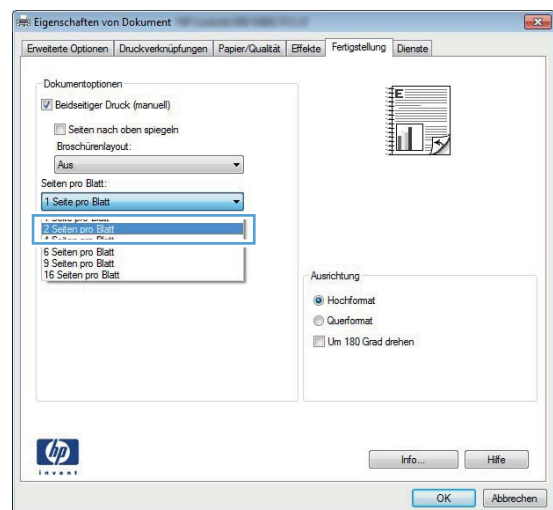 Eigenschaften von Dokument
Erweiterte Optionen Druckverknüpfungen Papier/Qualität Effekte Fertigstellung Dienste
Dokumentoptionen
Beidseitiger Druck (manuell)
Seiten nach oben spiegeln
Broschürenlayout:
Aus
Seiten pro Blatt:
1 Seite pro Blatt
2 Seiten pro Blatt
6 Seiten pro Blatt
9 Seiten pro Blatt
16 Seiten pro Blatt
E
Ausrichtung
Hochformat
Querformat
Um 180 Grad drehen
hp
invent
Info... Hilfe
OK Abbrechen